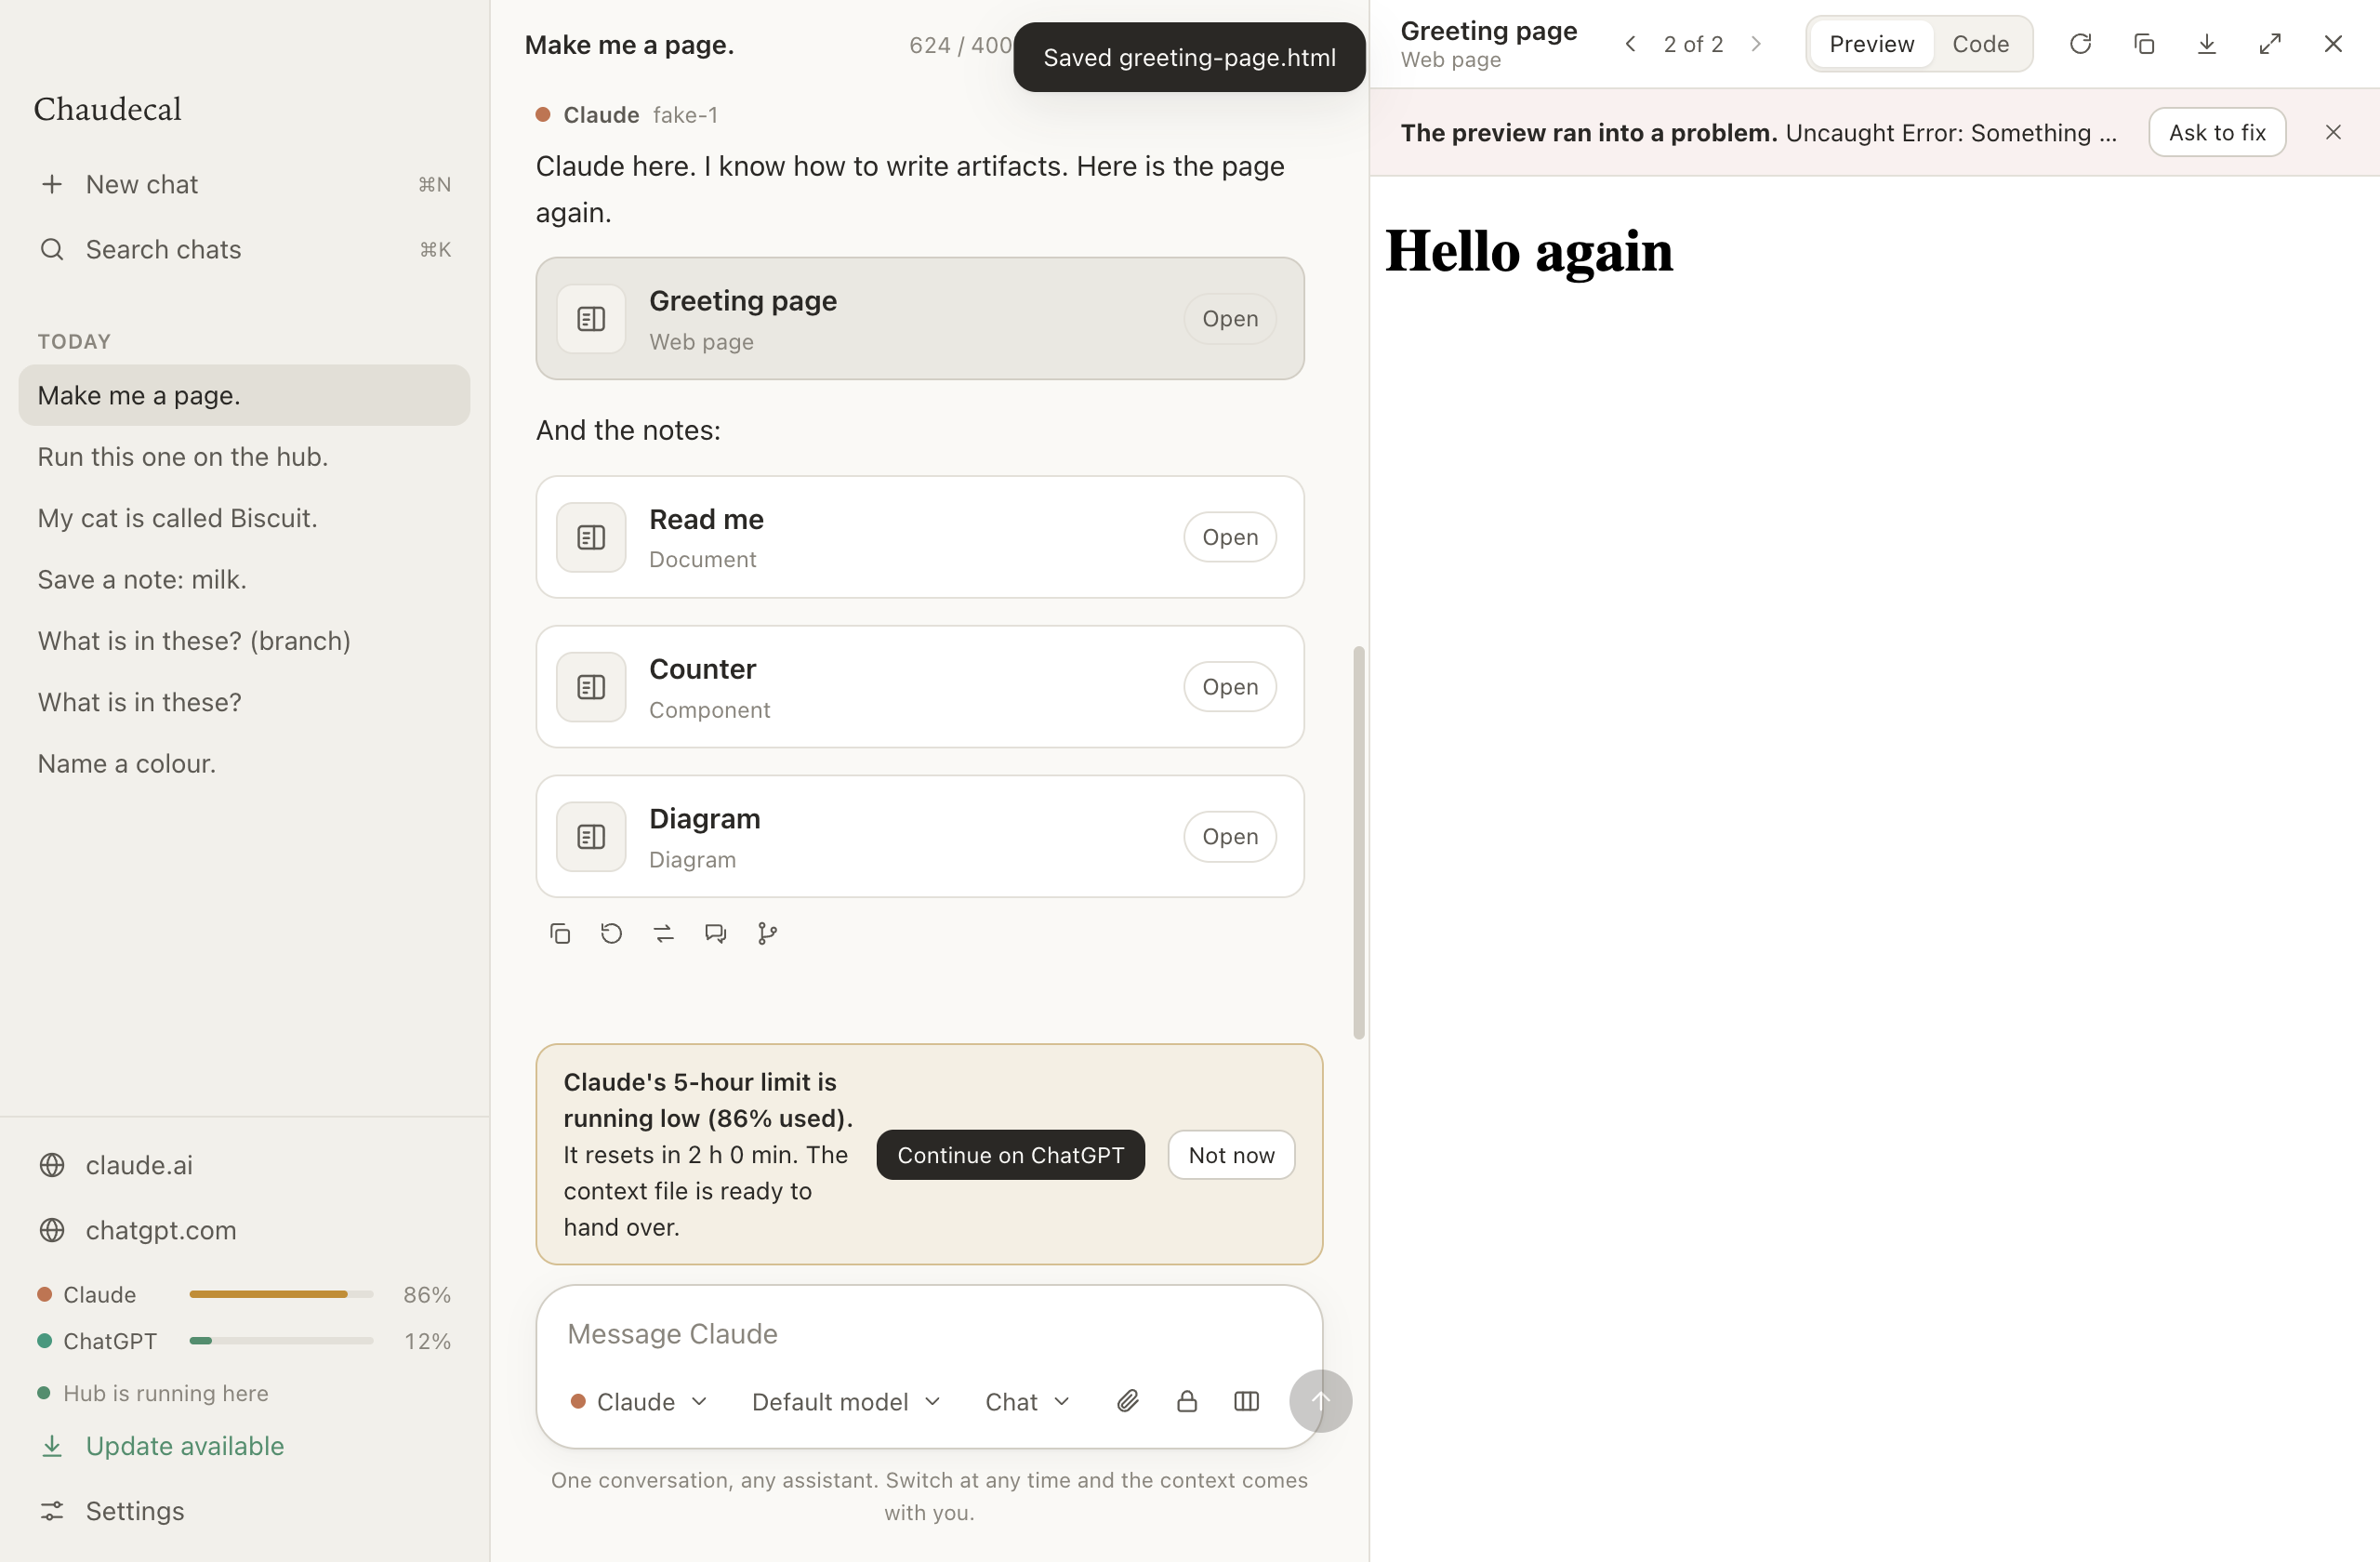 Chaudecal
New chat ⌘N
Search chats ⌘K
TODAY
Make me a page.
Run this one on the hub.
My cat is called Biscuit.
Save a note: milk.
What is in these? (branch)
What is in these?
Name a colour.
claude.ai
chatgpt.com
Claude 86%
ChatGPT 12%
Hub is running here
Update available
Settings
Make me a page.
624 / 400
Saved greeting-page.html
Claude fake-1
Claude here. I know how to write artifacts. Here is the page
again.
Greeting page
Web page
Open
And the notes:
Read me
Document
Open
Counter
Component
Open
Diagram
Diagram
Open
Claude's 5-hour limit is
running low (86% used).
It resets in 2 h 0 min. The
context file is ready to
hand over.
Continue on ChatGPT
Not now
Message Claude
Claude
Default model
Chat
One conversation, any assistant. Switch at any time and the context comes
with you.
Greeting page
Web page
2 of 2
Preview
Code
The preview ran into a problem. Uncaught Error: Something ...
Ask to fix
Hello again